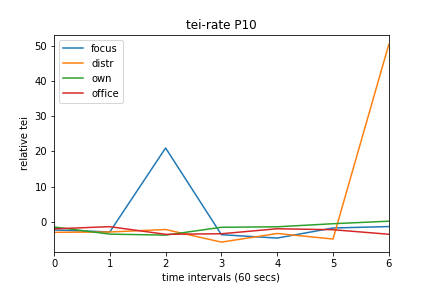 tei-rate P10
focus
distr
own
office
relative tei
50
40
30
20
10
0
0 1 2 3 4 5 6
time intervals (60 secs)